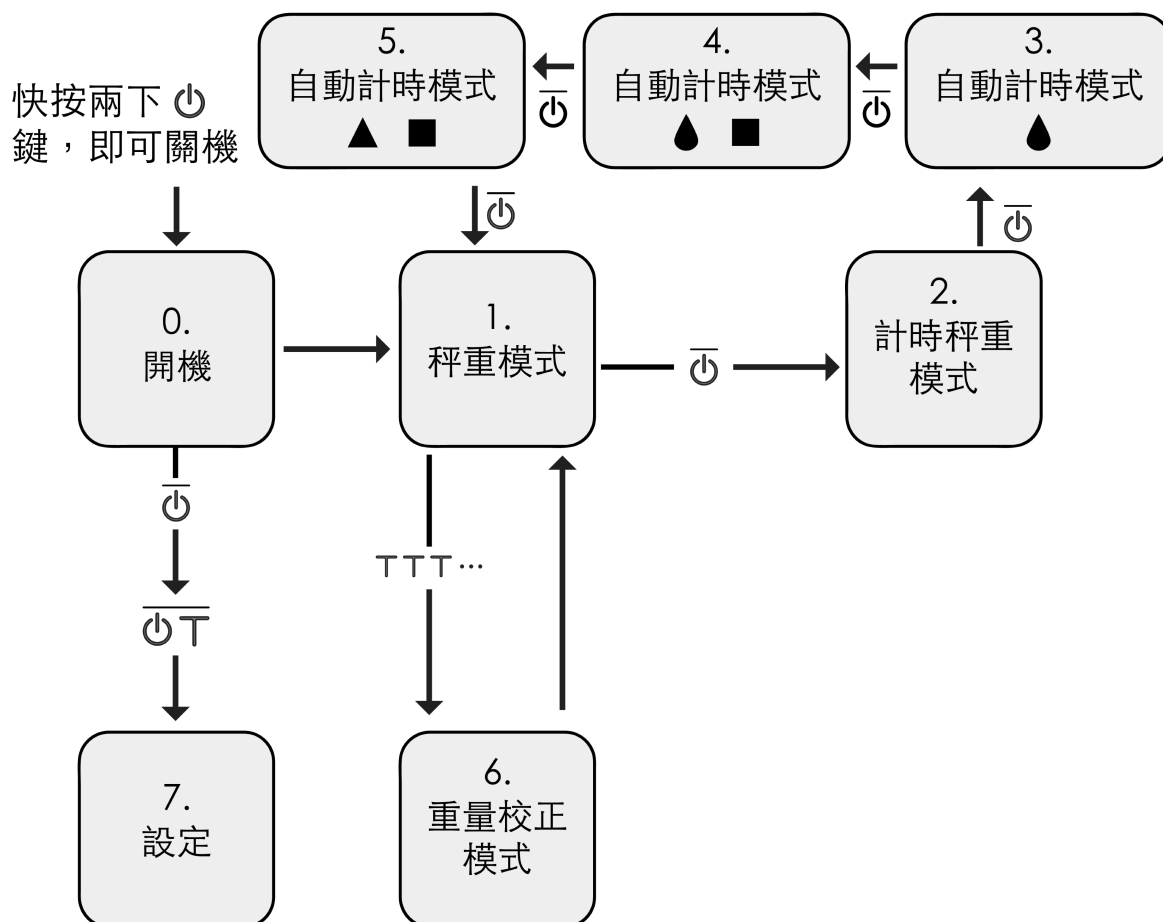 5.
自動計時模式
4.
自動計時模式
3.
自動計時模式
快按兩下
鍵，即可關機
0.
開機
1.
秤重模式
2.
計時秤重
模式
TTT…
T
7.
設定
6.
重量校正
模式